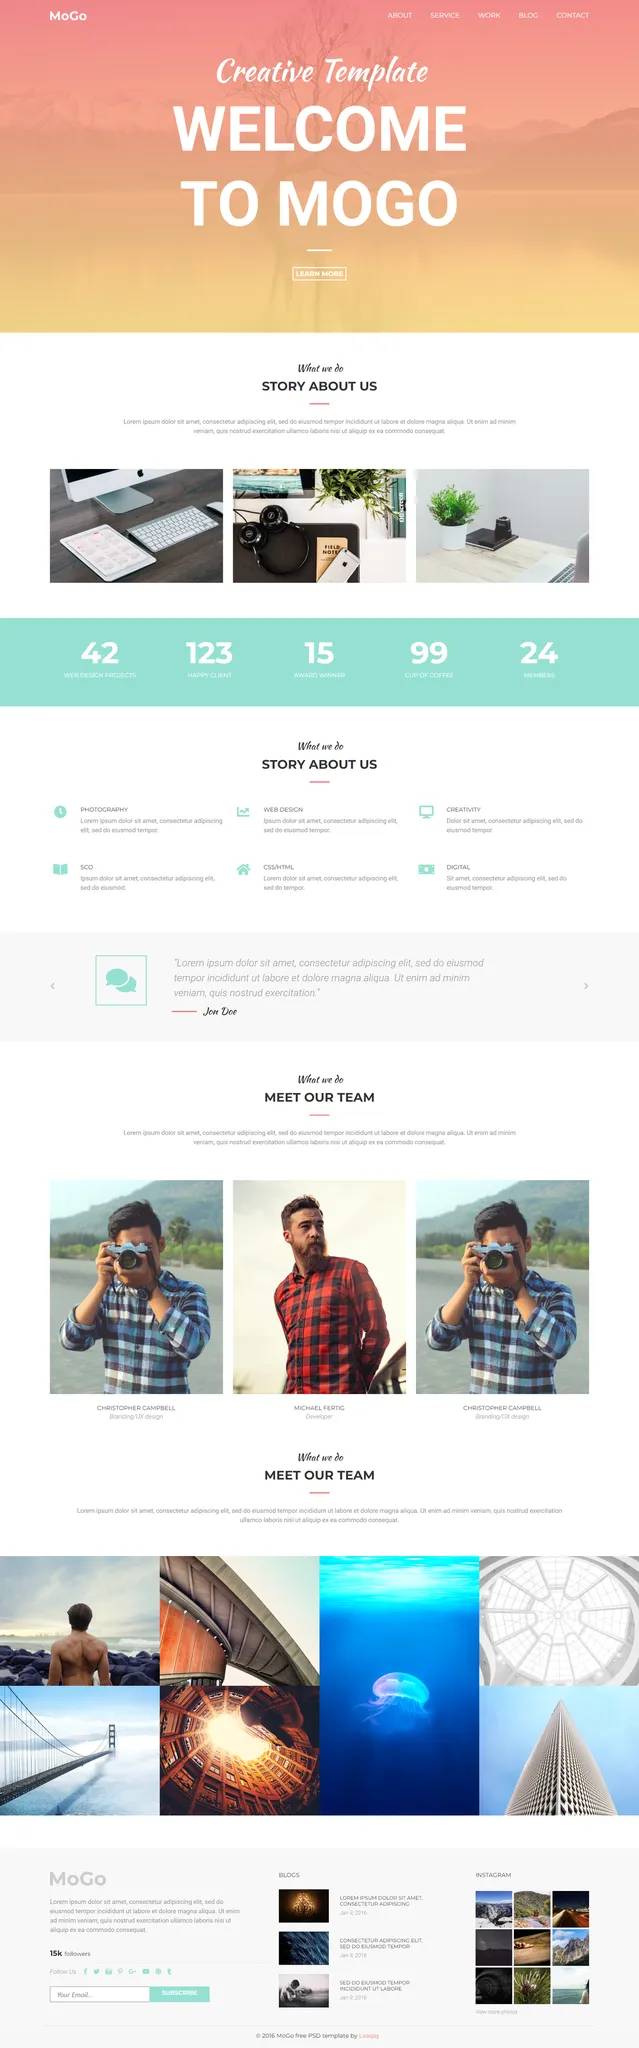 MoGo
ABOUT SERVICE WORK BLOG CONTACT
Creative Template
WELCOME
TO MOGO
LEARN MORE
What we do
STORY ABOUT US
Lorem ipsum dolor sit amet, consectetur adipiscing elit, sed do eiusmod tempor incididunt ut labore et dolore magna aliqua. Ut enim ad minim
veniam, quis nostrud exercitation ullamco laboris nisi ut aliquip ex ea commodo consequat.
FIELD NOTES
42 123 15 99 24
WEB DESIGN PROJECTS HAPPY CLIENT AWARD WINNER CUP OF COFFEE MEMBERS
What we do
STORY ABOUT US
PHOTOGRAPHY
Lorem ipsum dolor sit amet, consectetur adipiscing
elit, sed do eiusmod tempor.
WEB DESIGN
Ipsum dolor sit amet, consectetur adipiscing
elit, sed do eiusmod tempor.
CREATIVITY
Dolor sit amet, consectetur adipiscing elit, sed do
eiusmod tempor.
SCO
Ipsum dolor sit amet, consectetur adipiscing elit,
sed do eiusmod.
CSS/HTML
Lorem dolor sit amet, consectetur adipiscing elit,
sed do tempor.
DIGITAL
Ipsum dolor sit amet, consectetur adipiscing elit, sed do
eiusmod tempor.
"Lorem ipsum dolor sit amet, consectetur adipiscing elit, sed do eiusmod
tempor incididunt ut labore et dolore magna aliqua. Ut enim ad minim
veniam, quis nostrud exercitation."
Jon Doe
What we do
MEET OUR TEAM
Lorem ipsum dolor sit amet, consectetur adipiscing elit, sed do eiusmod tempor incididunt ut labore et dolore magna aliqua. Ut enim ad minim
veniam, quis nostrud exercitation ullamco laboris nisi ut aliquip ex ea commodo consequat.
CHRISTOPHER CAMPBELL
Branding/UX design
MICHAEL FERTIG
Developer
CHRISTOPHER CAMPBELL
Branding/UX design
What we do
MEET OUR TEAM
Lorem ipsum dolor sit amet, consectetur adipiscing elit, sed do eiusmod tempor incididunt ut labore et dolore magna aliqua. Ut enim ad minim veniam, quis nostrud exercitation
ullamco laboris nisi ut aliquip ex ea commodo consequat.
MoGo
Lorem ipsum dolor sit amet, consectetur adipiscing elit, sed do
eiusmod tempor incididunt ut labore et dolore magna aliqua. Ut
enim ad minim veniam, quis nostrud exercitation ullamco laboris
nisi ut aliquip ex ea commodo
consequat.
15k followers
Follow Us
Your Email...
SUBSCRIBE
BLOGS
LOREM IPSUM DOLOR SIT AMET,
CONSECTETUR ADIPISCING
Jan 9, 2016
CONSECTETUR ADIPISCING ELIT,
SED DO EIUSMOD TEMPOR
Jan 9, 2016
SED DO EIUSMOD TEMPOR
INCIDIDUNT UT LABORE
Jan 9, 2016
INSTAGRAM
View more photos
© 2016 MoGo free PSD template by Laaqiq